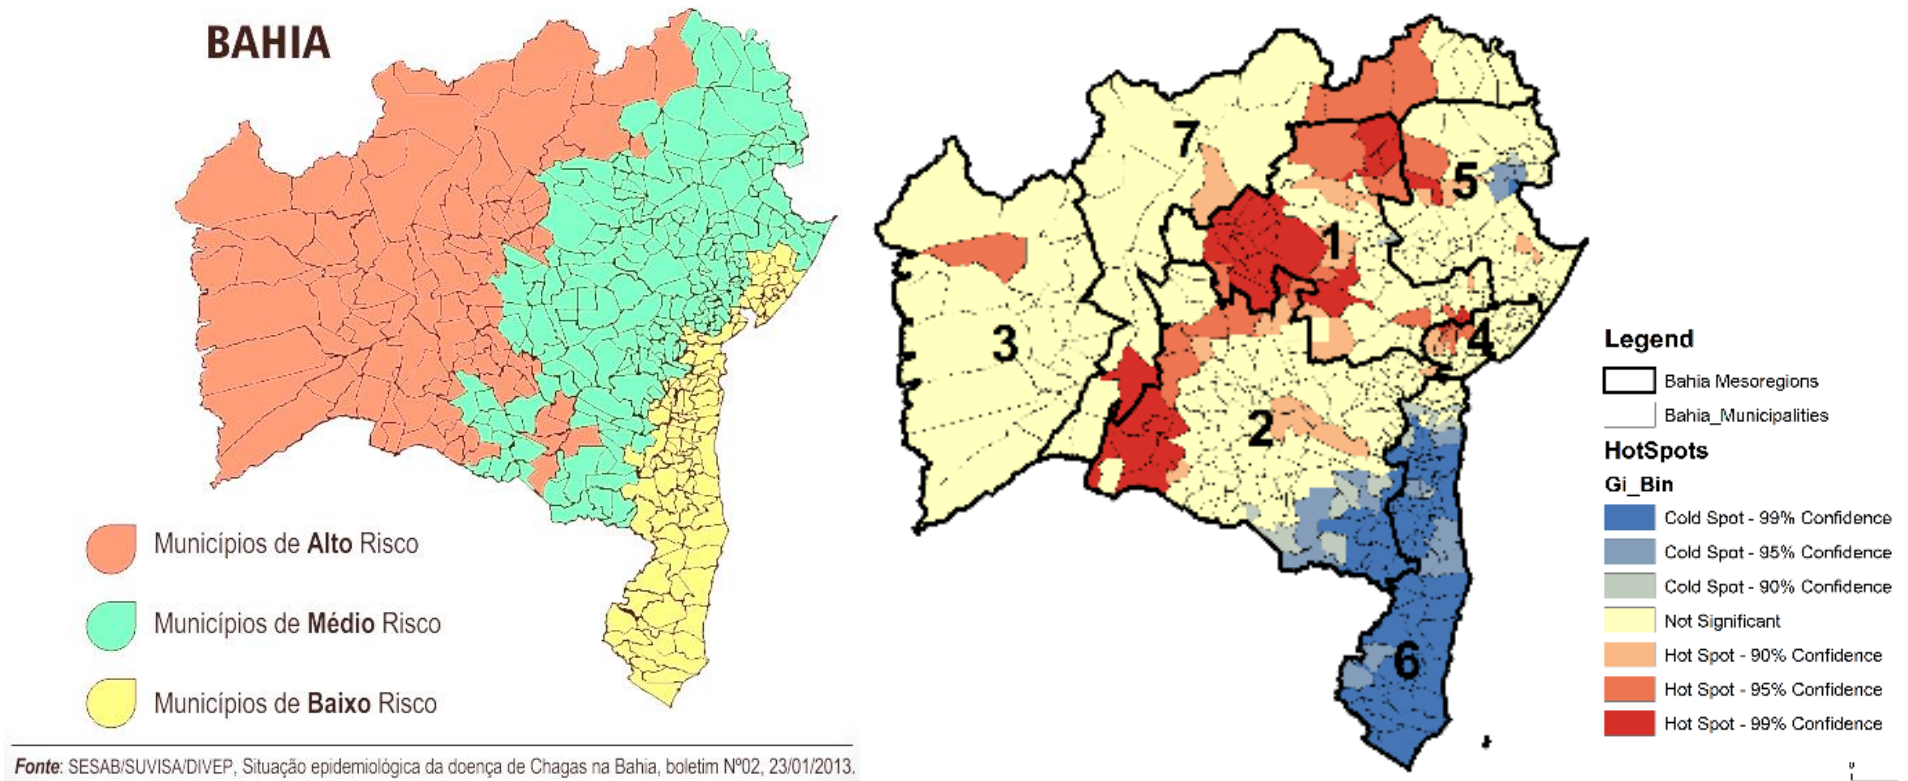 BAHIA
Municípios de Alto Risco
Municípios de Médio Risco
Municípios de Baixo Risco
Fonte: SESAB/SUVISA/DIVEP, Situação epidemiológica da doença de Chagas na Bahia, boletim Nº02, 23/01/2013.
7
5
1
3
4
2
6
Legend
Bahia Mesoregions
Bahia_Municipalities
HotSpots
Gi_Bin
Cold Spot - 99% Confidence
Cold Spot - 95% Confidence
Cold Spot - 90% Confidence
Not Significant
Hot Spot - 90% Confidence
Hot Spot - 95% Confidence
Hot Spot - 99% Confidence
0